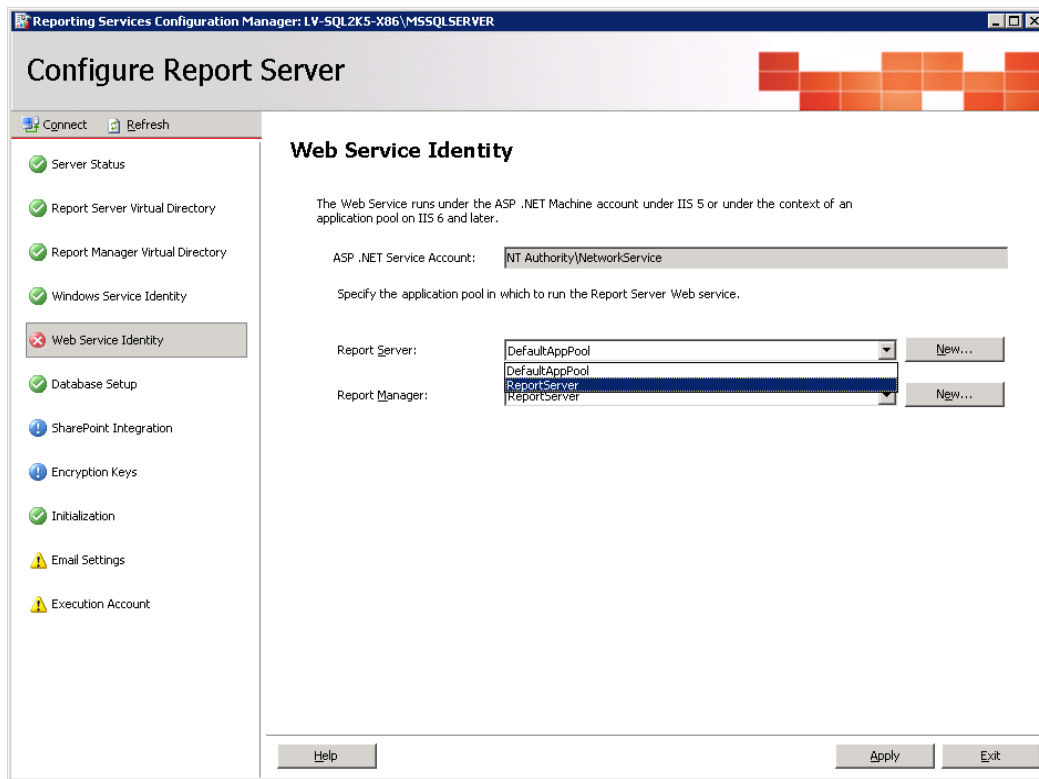 Reporting Services Configuration Manager: LV-SQL2K5-X86\MSSQLSERVER
Configure Report Server
Connect Refresh
Server Status
Report Server Virtual Directory
Report Manager Virtual Directory
Windows Service Identity
Web Service Identity
Database Setup
SharePoint Integration
Encryption Keys
Initialization
Email Settings
Execution Account
Web Service Identity
The Web Service runs under the ASP .NET Machine account under IIS 5 or under the context of an
application pool on IIS 6 and later.
ASP .NET Service Account: NT Authority\NetworkService
Specify the application pool in which to run the Report Server Web service.
Report Server: DefaultAppPool New...
DefaultAppPool
ReportServer
Report Manager: ReportServer New...
Help Apply Exit